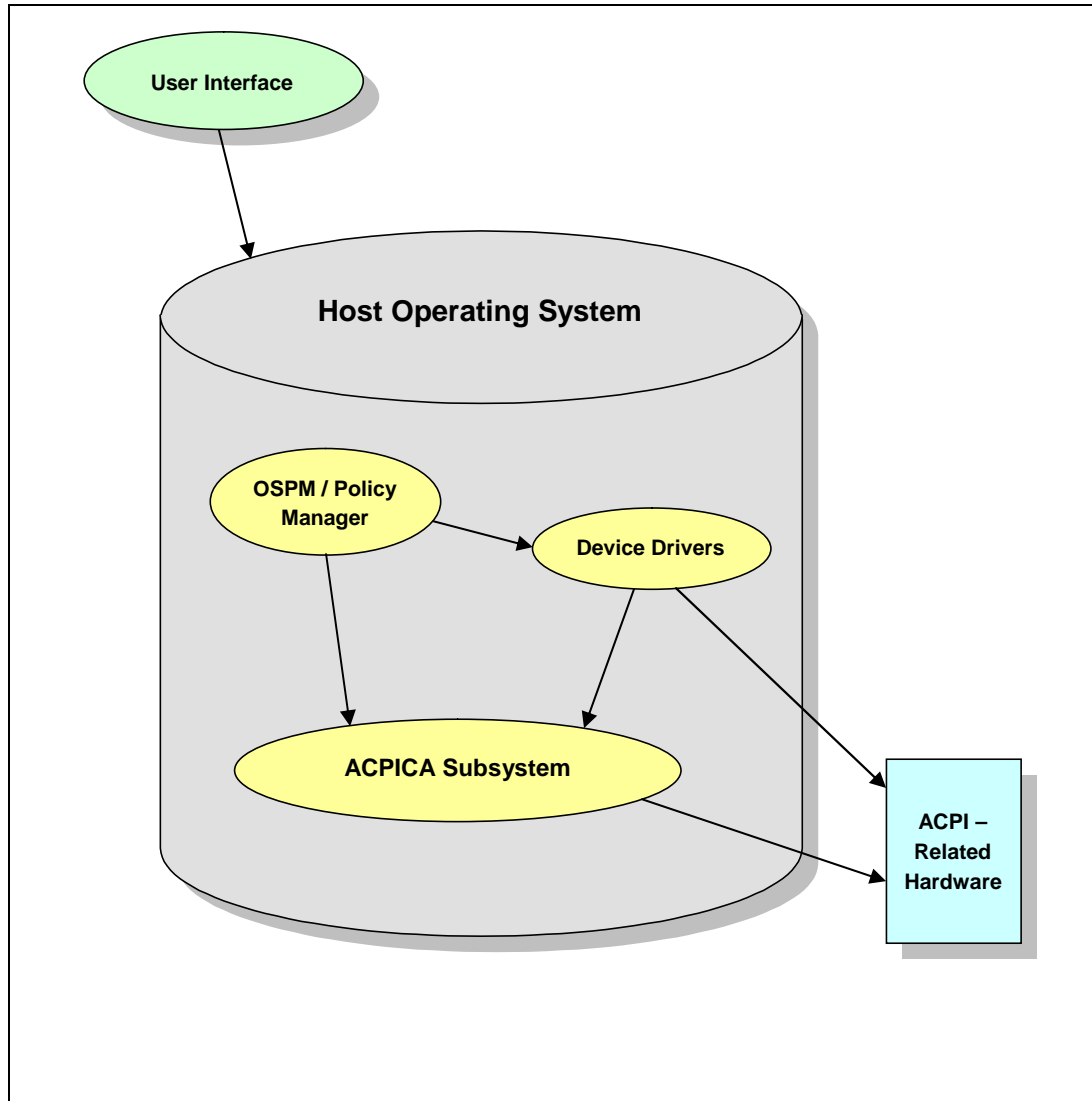 User Interface
Host Operating System
OSPM / Policy
Manager
Device Drivers
ACPICA Subsystem
ACPI –
Related
Hardware